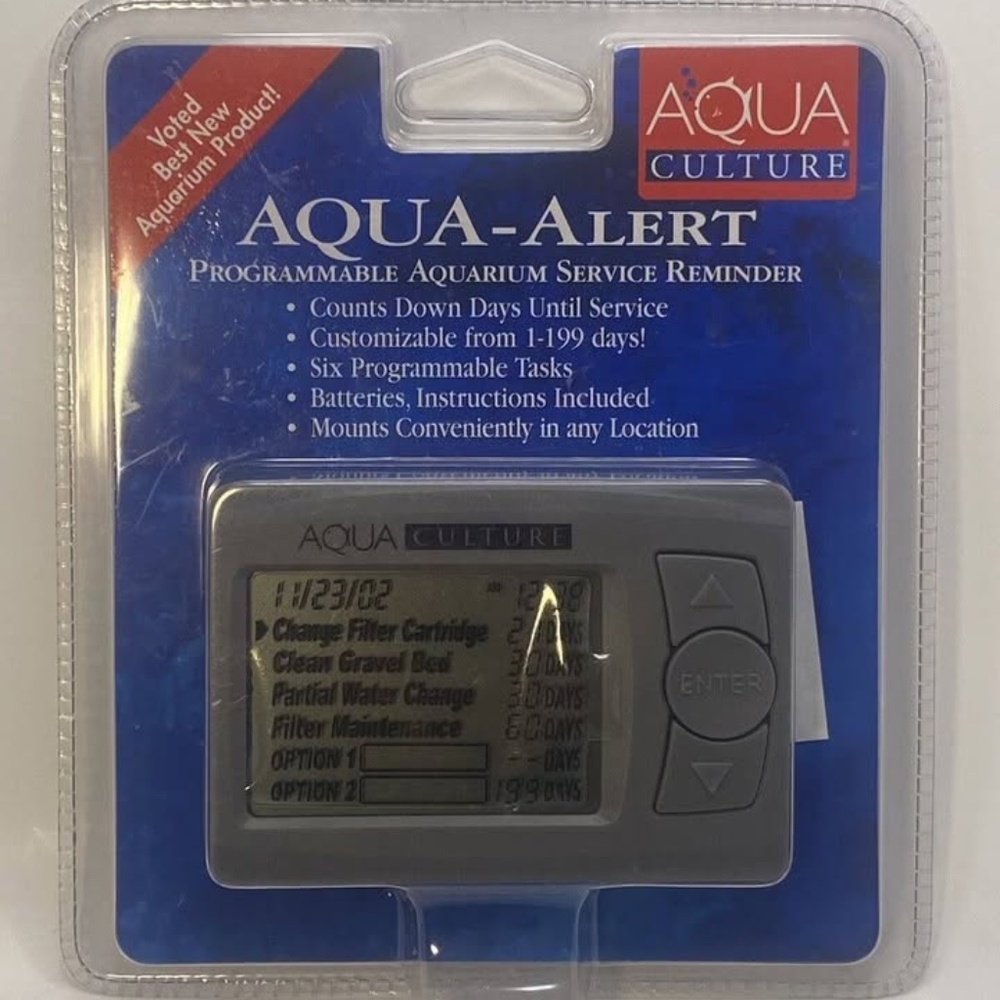 Voted
Best New
Aquarium Product!
AQUA
CULTURE®
AQUA-ALERT
PROGRAMMABLE AQUARIUM SERVICE REMINDER
• Counts Down Days Until Service
• Customizable from 1-199 days!
• Six Programmable Tasks
• Batteries, Instructions Included
• Mounts Conveniently in any Location
AQUA CULTURE
11/23/02
Change Filter Cartridge DAYS
Clean Gravel Bed 30 DAYS
Partial Water Change 30 DAYS
Filter Maintenance 60 DAYS
OPTION 1 -- DAYS
OPTION 2 199 DAYS
ENTER